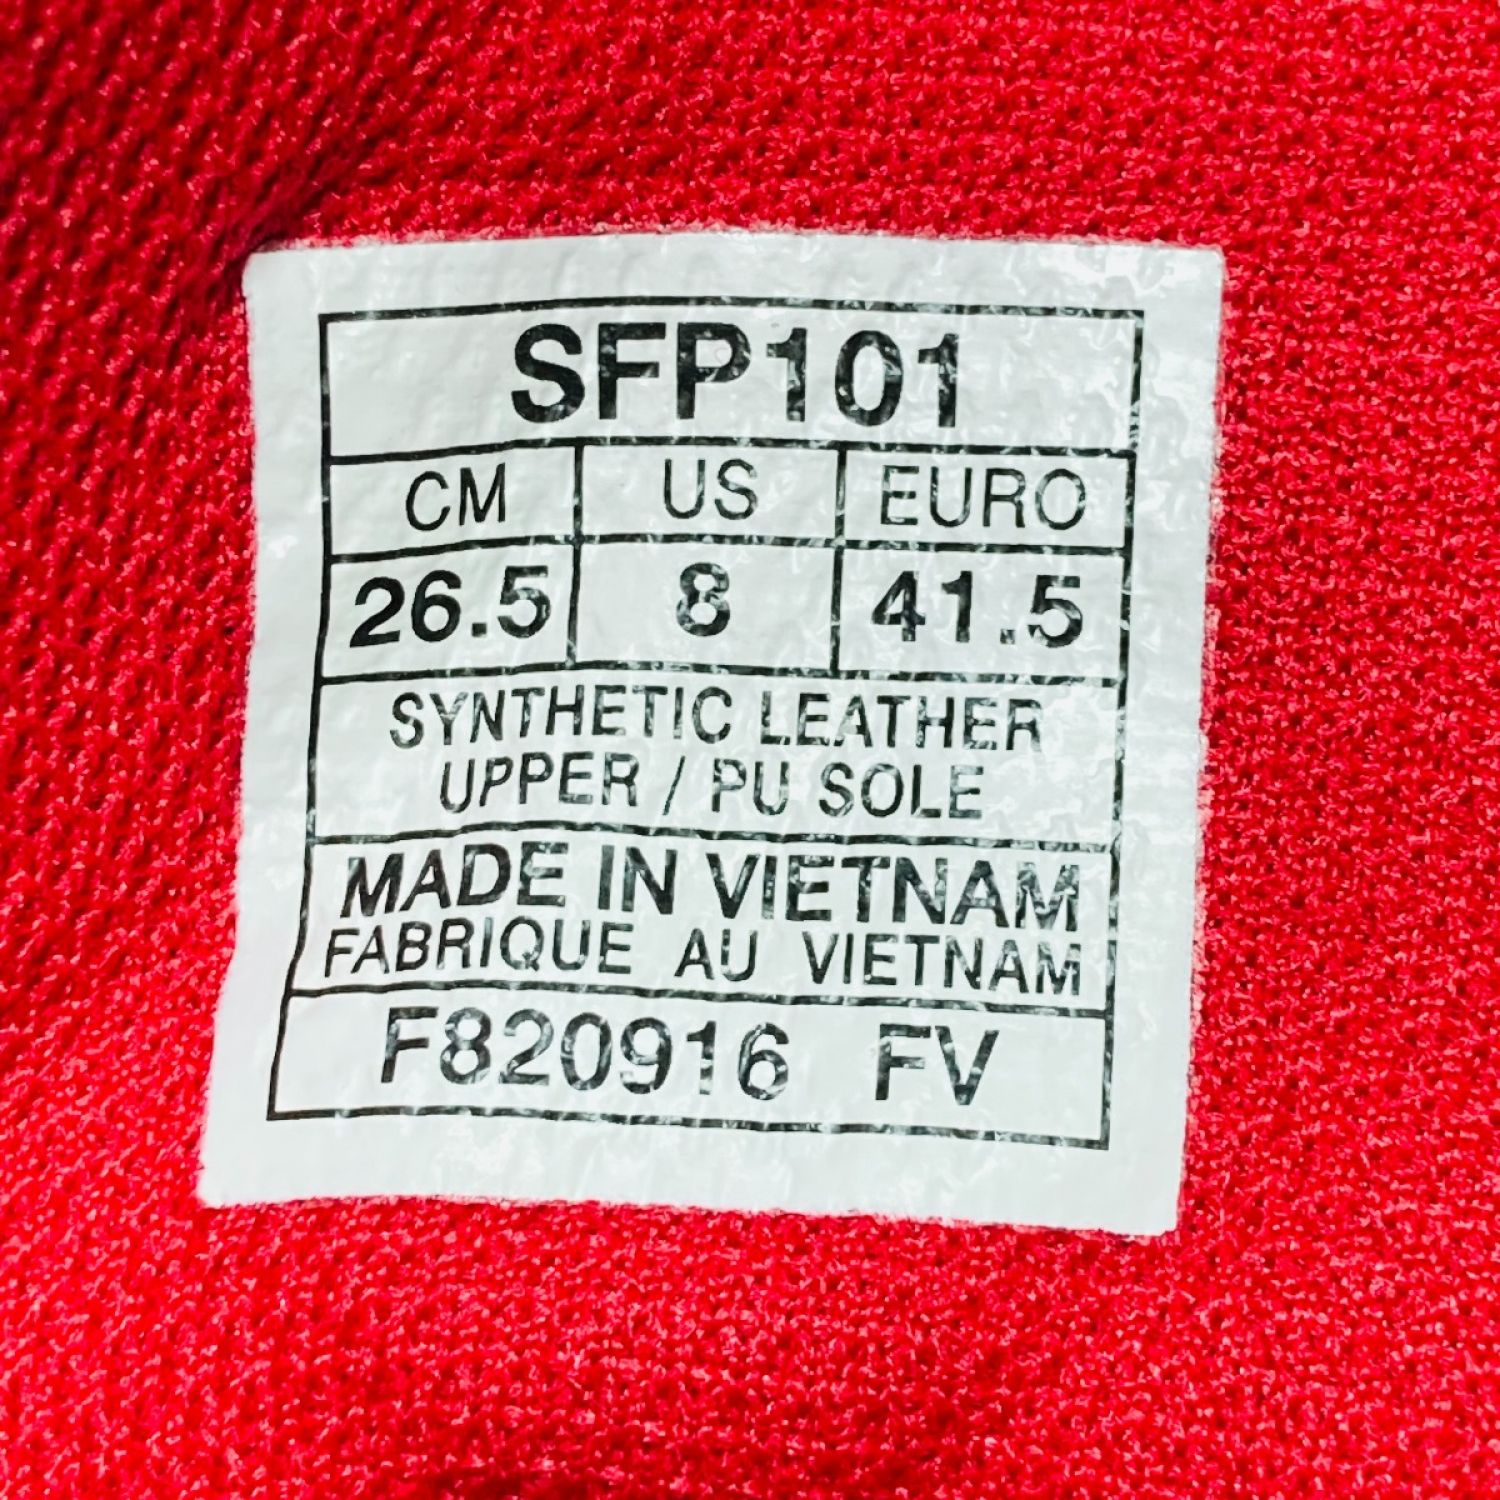 SFP101
CM US EURO
26.5 8 41.5
SYNTHETIC LEATHER
UPPER / PU SOLE
MADE IN VIETNAM
FABRIQUE AU VIETNAM
F820916 FV